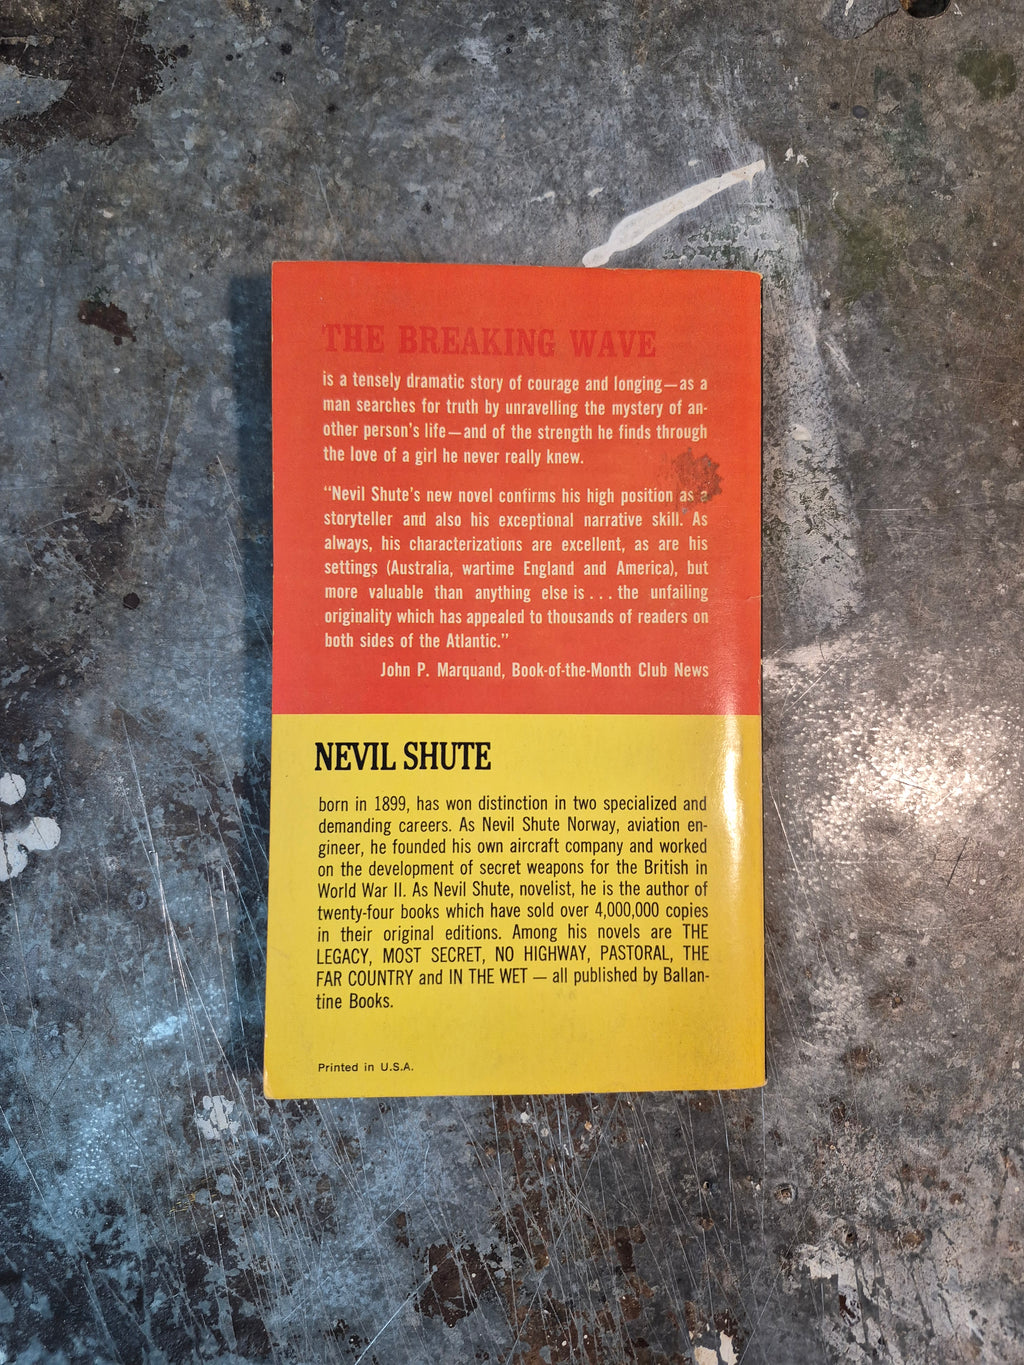 THE BREAKING WAVE
is a tensely dramatic story of courage and longing—as a
man searches for truth by unravelling the mystery of an-
other person's life—and of the strength he finds through
the love of a girl he never really knew.
“Nevil Shute's new novel confirms his high position as a
storyteller and also his exceptional narrative skill. As
always, his characterizations are excellent, as are his
settings (Australia, wartime England and America), but
more valuable than anything else is . . . the unfailing
originality which has appealed to thousands of readers on
both sides of the Atlantic.”
John P. Marquand, Book-of-the-Month Club News
NEVIL SHUTE
born in 1899, has won distinction in two specialized and
demanding careers. As Nevil Shute Norway, aviation en-
gineer, he founded his own aircraft company and worked
on the development of secret weapons for the British in
World War II. As Nevil Shute, novelist, he is the author of
twenty-four books which have sold over 4,000,000 copies
in their original editions. Among his novels are THE
LEGACY, MOST SECRET, NO HIGHWAY, PASTORAL, THE
FAR COUNTRY and IN THE WET — all published by Ballan-
tine Books.
Printed in U.S.A.